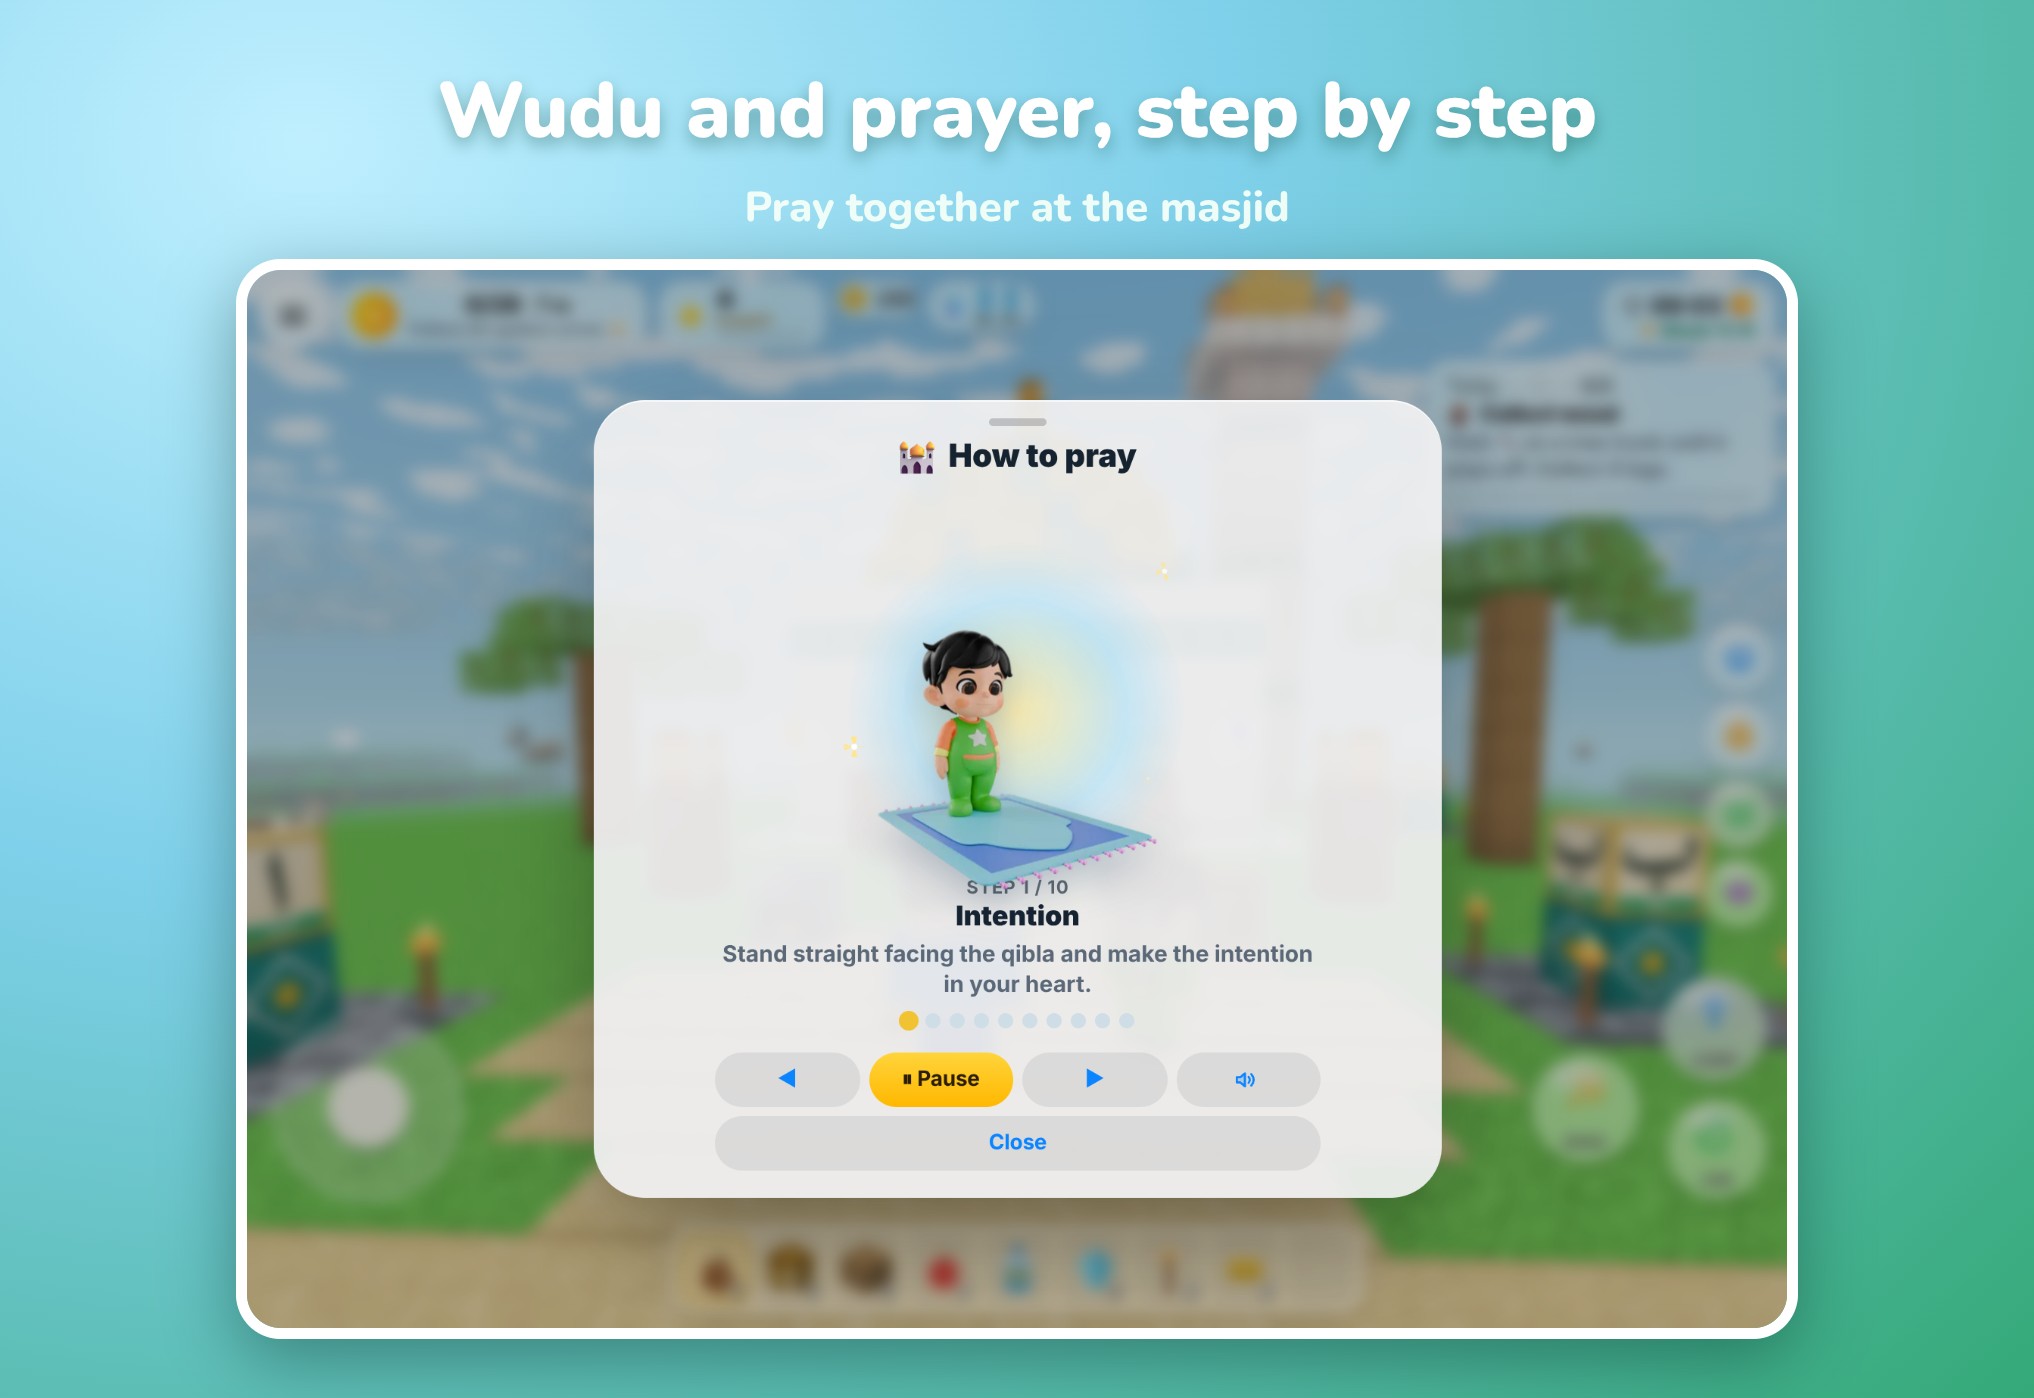 Wudu and prayer, step by step
Pray together at the masjid
How to pray
STEP 1 / 10
Intention
Stand straight facing the qibla and make the intention
in your heart.
Pause
Close